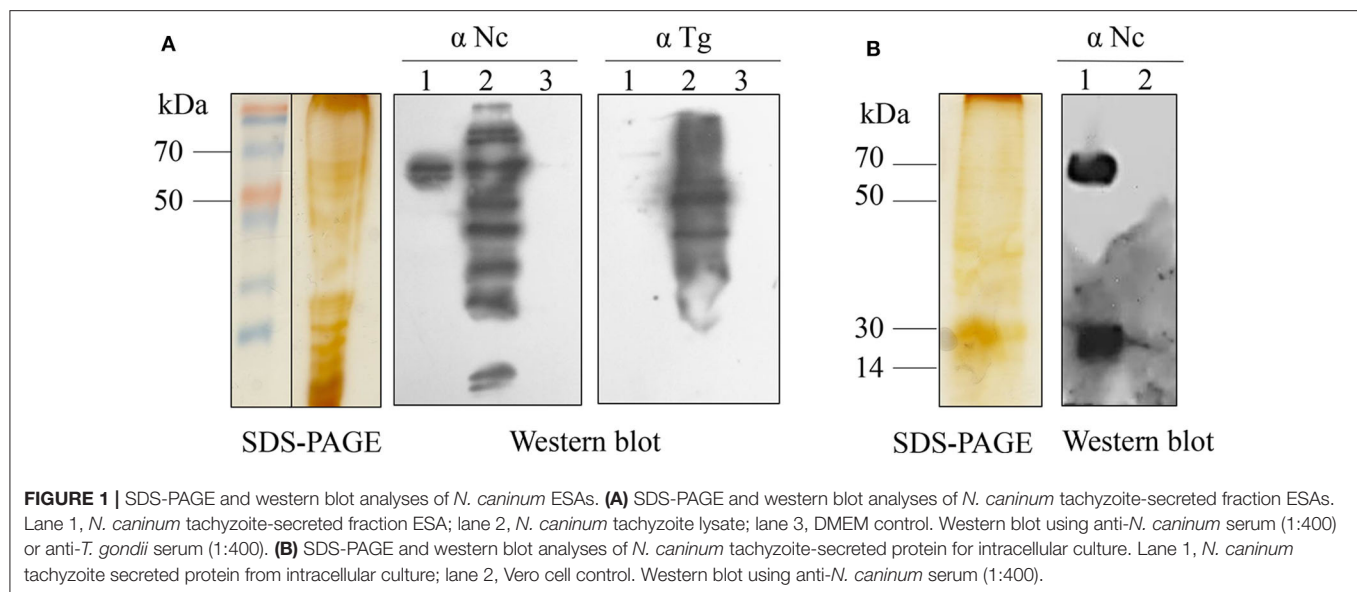 A
α Nc
α Tg
1 2 3
1 2 3
kDa
70
50
SDS-PAGE
Western blot
B
α Nc
1 2
kDa
70
50
30
14
SDS-PAGE
Western blot
FIGURE 1 | SDS-PAGE and western blot analyses of N. caninum ESAs. (A) SDS-PAGE and western blot analyses of N. caninum tachyzoite-secreted fraction ESAs.
Lane 1, N. caninum tachyzoite-secreted fraction ESA; lane 2, N. caninum tachyzoite lysate; lane 3, DMEM control. Western blot using anti-N. caninum serum (1:400)
or anti-T. gondii serum (1:400). (B) SDS-PAGE and western blot analyses of N. caninum tachyzoite-secreted protein for intracellular culture. Lane 1, N. caninum
tachyzoite secreted protein from intracellular culture; lane 2, Vero cell control. Western blot using anti-N. caninum serum (1:400).